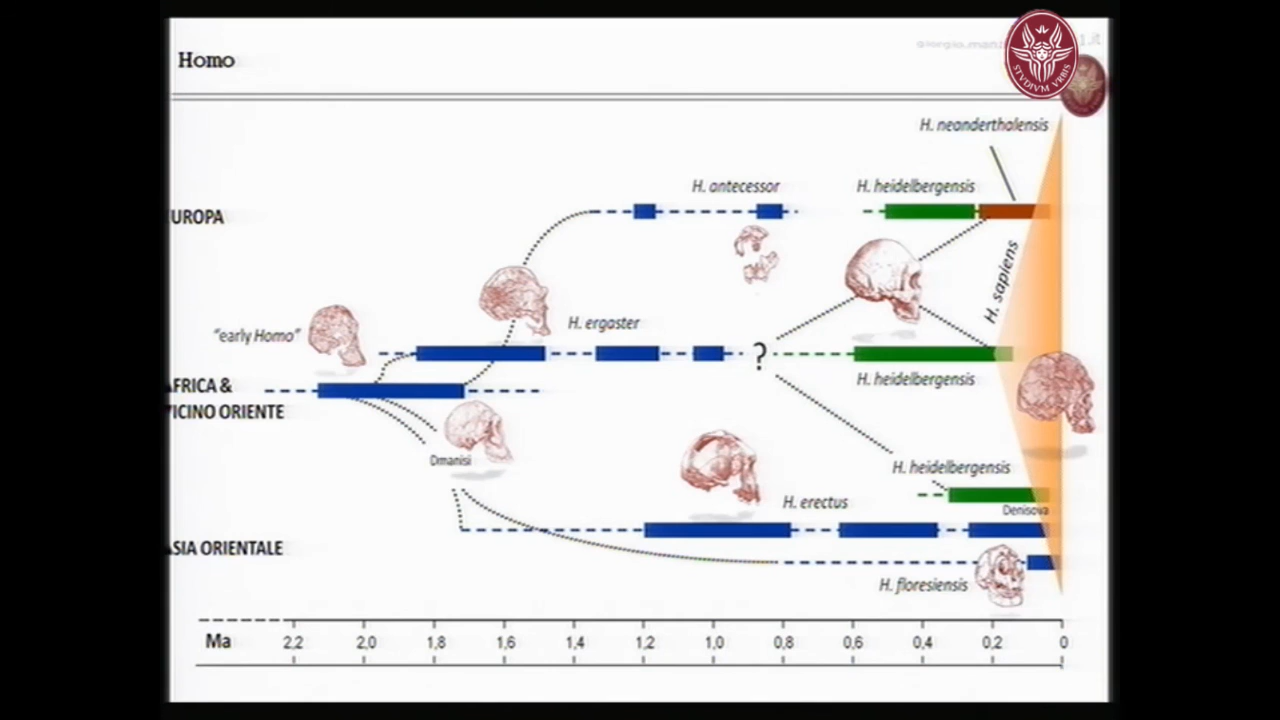 Homo
STVDIVM VRBIS
H. neanderthalensis
H. antecessor
H. heidelbergensis
UROPA
H. sapiens
"early Homo"
H. ergaster
?
H. heidelbergensis
FRICA &
VICINO ORIENTE
Dmanisi
H. heidelbergensis
H. erectus
Denisova
SIA ORIENTALE
H. floresiensis
Ma 2,2 2,0 1,8 1,6 1,4 1,2 1,0 0,8 0,6 0,4 0,2 0